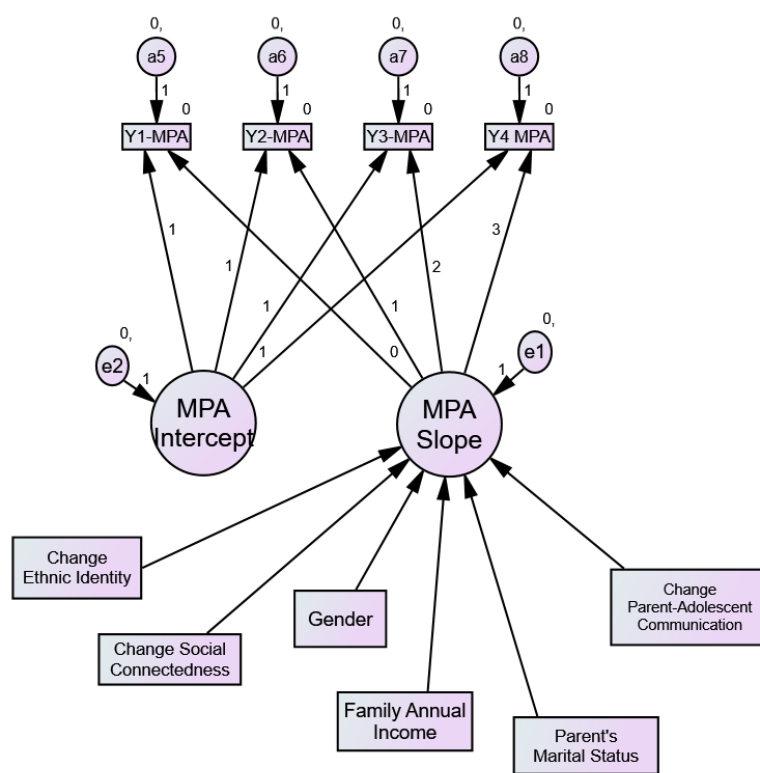 0, 0, 0, 0,
a5 a6 a7 a8
1 1 1 1
0 0 0 0
Y1-MPA Y2-MPA Y3-MPA Y4 MPA
1 3
1 2
1 1
0, 0,
1 0
e2 e1
1 1
MPA
Intercept
MPA
Slope
Change
Ethnic Identity
Change Social
Connectedness
Gender
Family Annual
Income
Parent's
Marital Status
Change
Parent-Adolescent
Communication